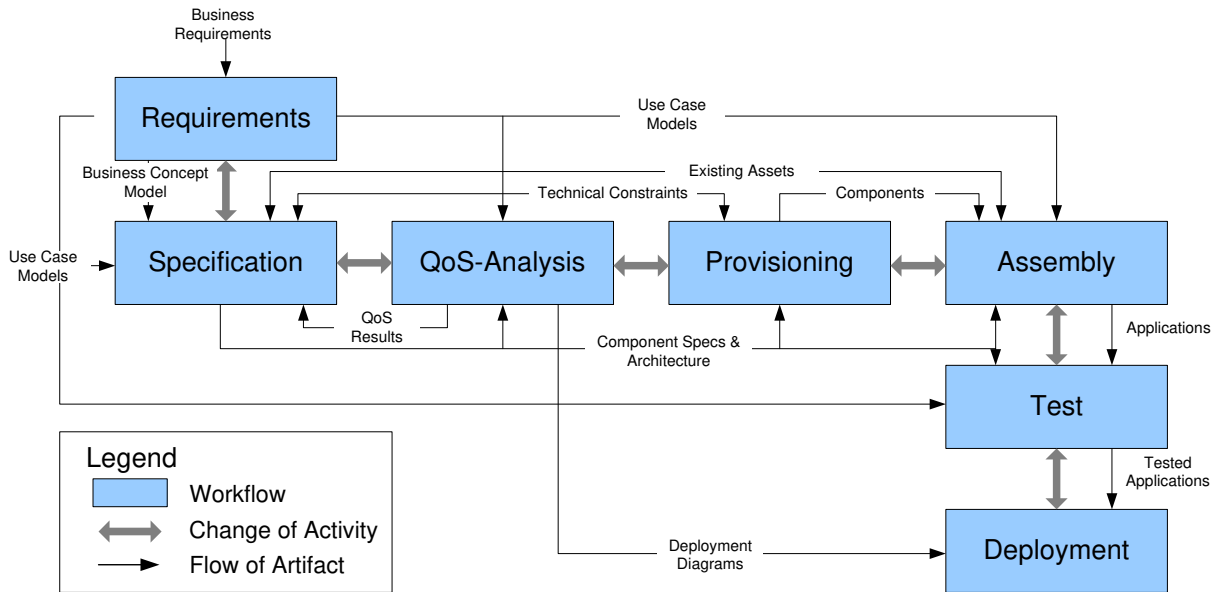 Business
Requirements
Requirements
Use Case
Models
Business Concept
Model
Existing Assets
Technical Constraints
Components
Use Case
Models
Specification
QoS-Analysis
Provisioning
Assembly
QoS
Results
Component Specs &
Architecture
Applications
Test
Legend
Workflow
Change of Activity
Flow of Artifact
Tested
Applications
Deployment
Diagrams
Deployment